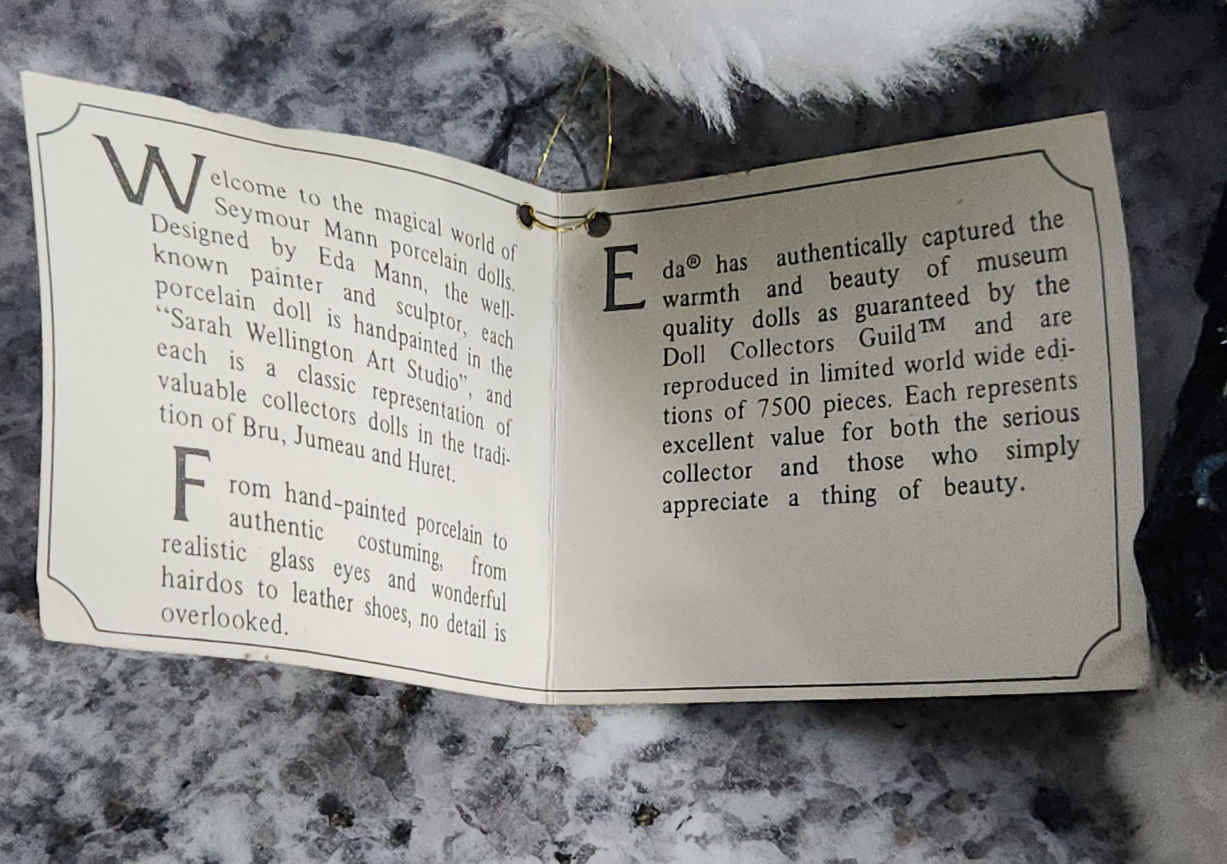 Welcome to the magical world of
Seymour Mann porcelain dolls.
Designed by Eda Mann, the well-
known painter and sculptor, each
porcelain doll is handpainted in the
“Sarah Wellington Art Studio”, and
each is a classic representation of
valuable collectors dolls in the tradi-
tion of Bru, Jumeau and Huret.
From hand-painted porcelain to
authentic costuming, from
realistic glass eyes and wonderful
hairdos to leather shoes, no detail is
overlooked.
Eda® has authentically captured the
warmth and beauty of museum
quality dolls as guaranteed by the
Doll Collectors Guild™ and are
reproduced in limited world wide edi-
tions of 7500 pieces. Each represents
excellent value for both the serious
collector and those who simply
appreciate a thing of beauty.